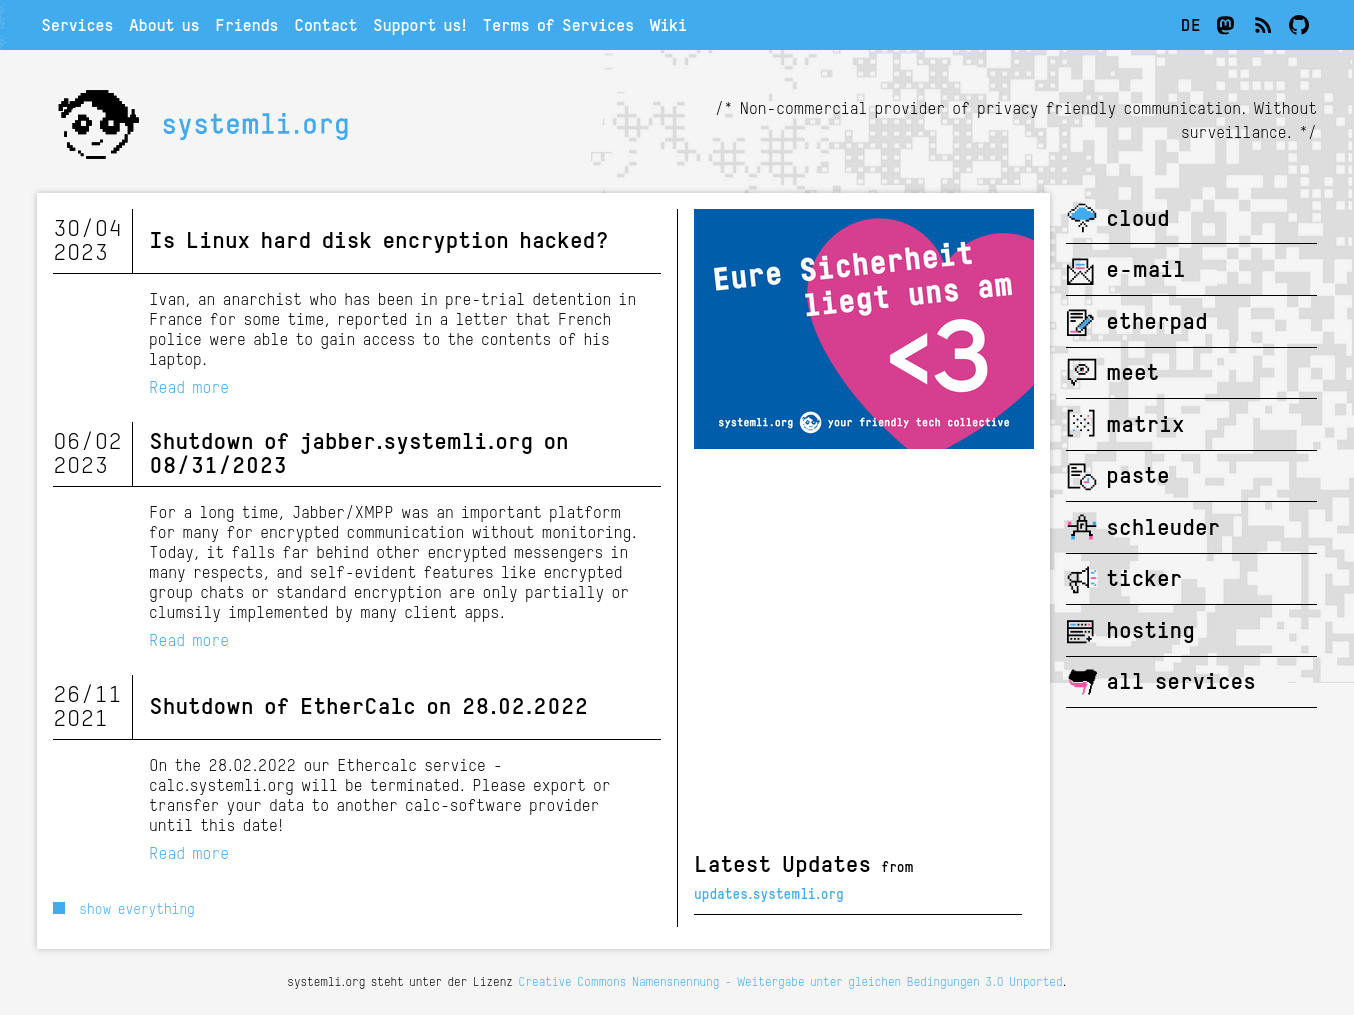 Services About us Friends Contact Support us! Terms of Services Wiki DE
systemli.org
/* Non-commercial provider of privacy friendly communication. Without
surveillance. */
30/04
2023
Is Linux hard disk encryption hacked?
Ivan, an anarchist who has been in pre-trial detention in
France for some time, reported in a letter that French
police were able to gain access to the contents of his
laptop.
Read more
06/02
2023
Shutdown of jabber.systemli.org on
08/31/2023
For a long time, Jabber/XMPP was an important platform
for many for encrypted communication without monitoring.
Today, it falls far behind other encrypted messengers in
many respects, and self-evident features like encrypted
group chats or standard encryption are only partially or
clumsily implemented by many client apps.
Read more
26/11
2021
Shutdown of EtherCalc on 28.02.2022
On the 28.02.2022 our Ethercalc service -
calc.systemli.org will be terminated. Please export or
transfer your data to another calc-software provider
until this date!
Read more
show everything
Eure Sicherheit
liegt uns am
<3
systemli.org your friendly tech collective
Latest Updates from
updates.systemli.org
cloud
e-mail
etherpad
meet
matrix
paste
schleuder
ticker
hosting
all services
systemli.org steht unter der Lizenz Creative Commons Namensnennung - Weitergabe unter gleichen Bedingungen 3.0 Unported.